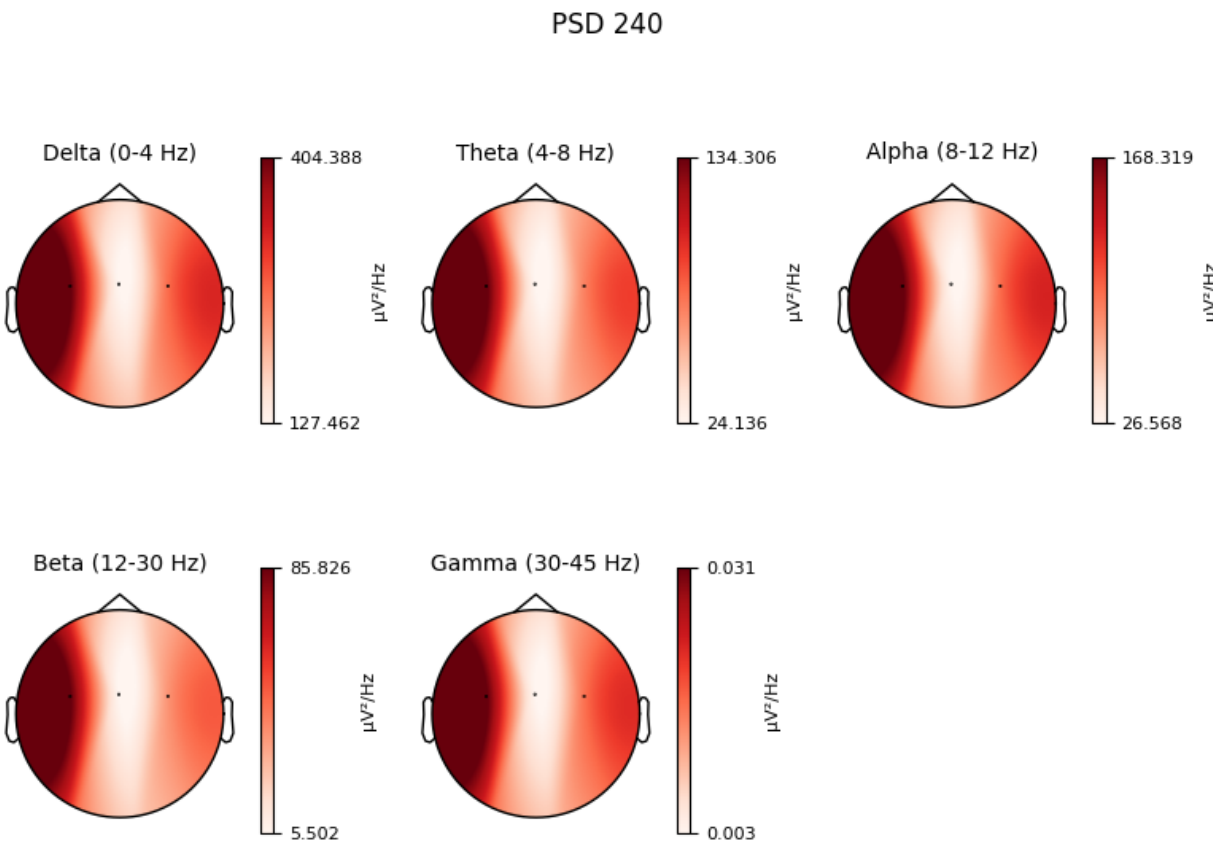 PSD 240
Delta (0-4 Hz)
404.388
127.462
µV²/Hz
Theta (4-8 Hz)
134.306
24.136
µV²/Hz
Alpha (8-12 Hz)
168.319
26.568
µV²/Hz
Beta (12-30 Hz)
85.826
5.502
µV²/Hz
Gamma (30-45 Hz)
0.031
0.003
µV²/Hz